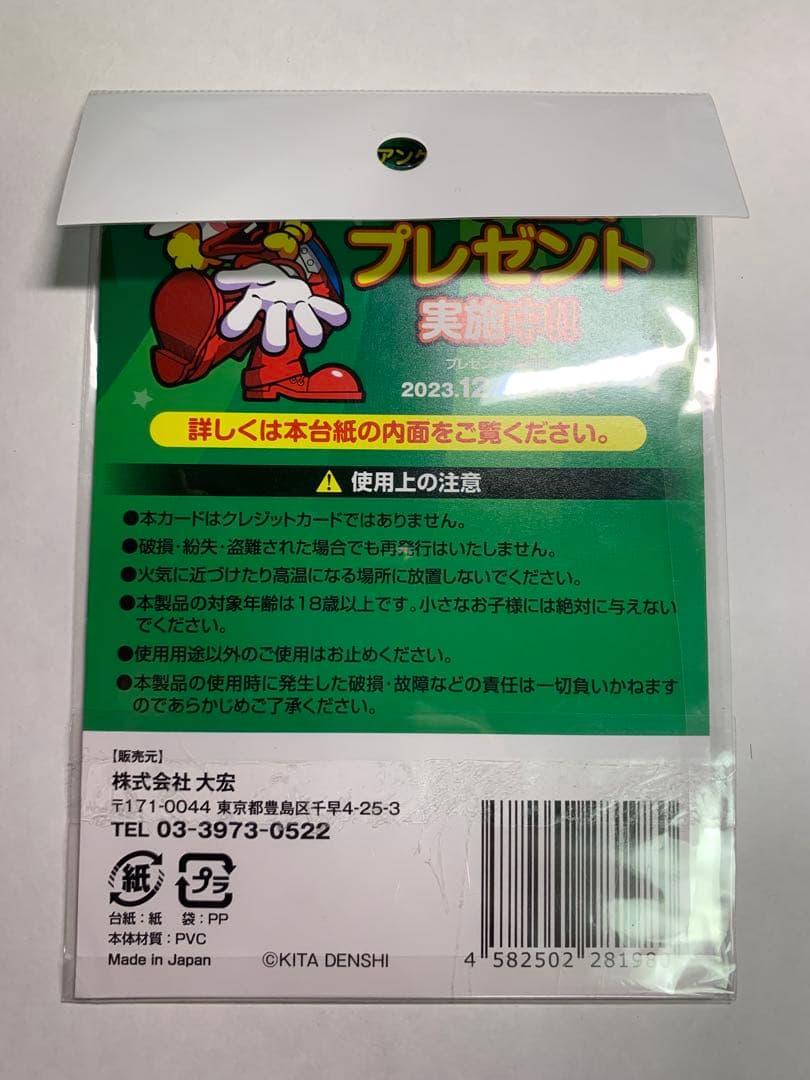 アンケ
プレゼント
実施中!!
2023.12
詳しくは本台紙の内面をご覧ください。
使用上の注意
●本カードはクレジットカードではありません。
●破損・紛失・盗難された場合でも再発行はいたしません。
●火気に近づけたり高温になる場所に放置しないでください。
●本製品の対象年齢は18歳以上です。小さなお子様には絶対に与えない
でください。
●使用用途以外のご使用はお止めください。
●本製品の使用時に発生した破損・故障などの責任は一切負いかねます
のであらかじめご了承ください。
【販売元】
株式会社 大宏
〒171-0044 東京都豊島区千早4-25-3
TEL 03-3973-0522
紙 プラ
台紙：紙 袋：PP
本体材質：PVC
Made in Japan ©KITA DENSHI
4 582502 281980